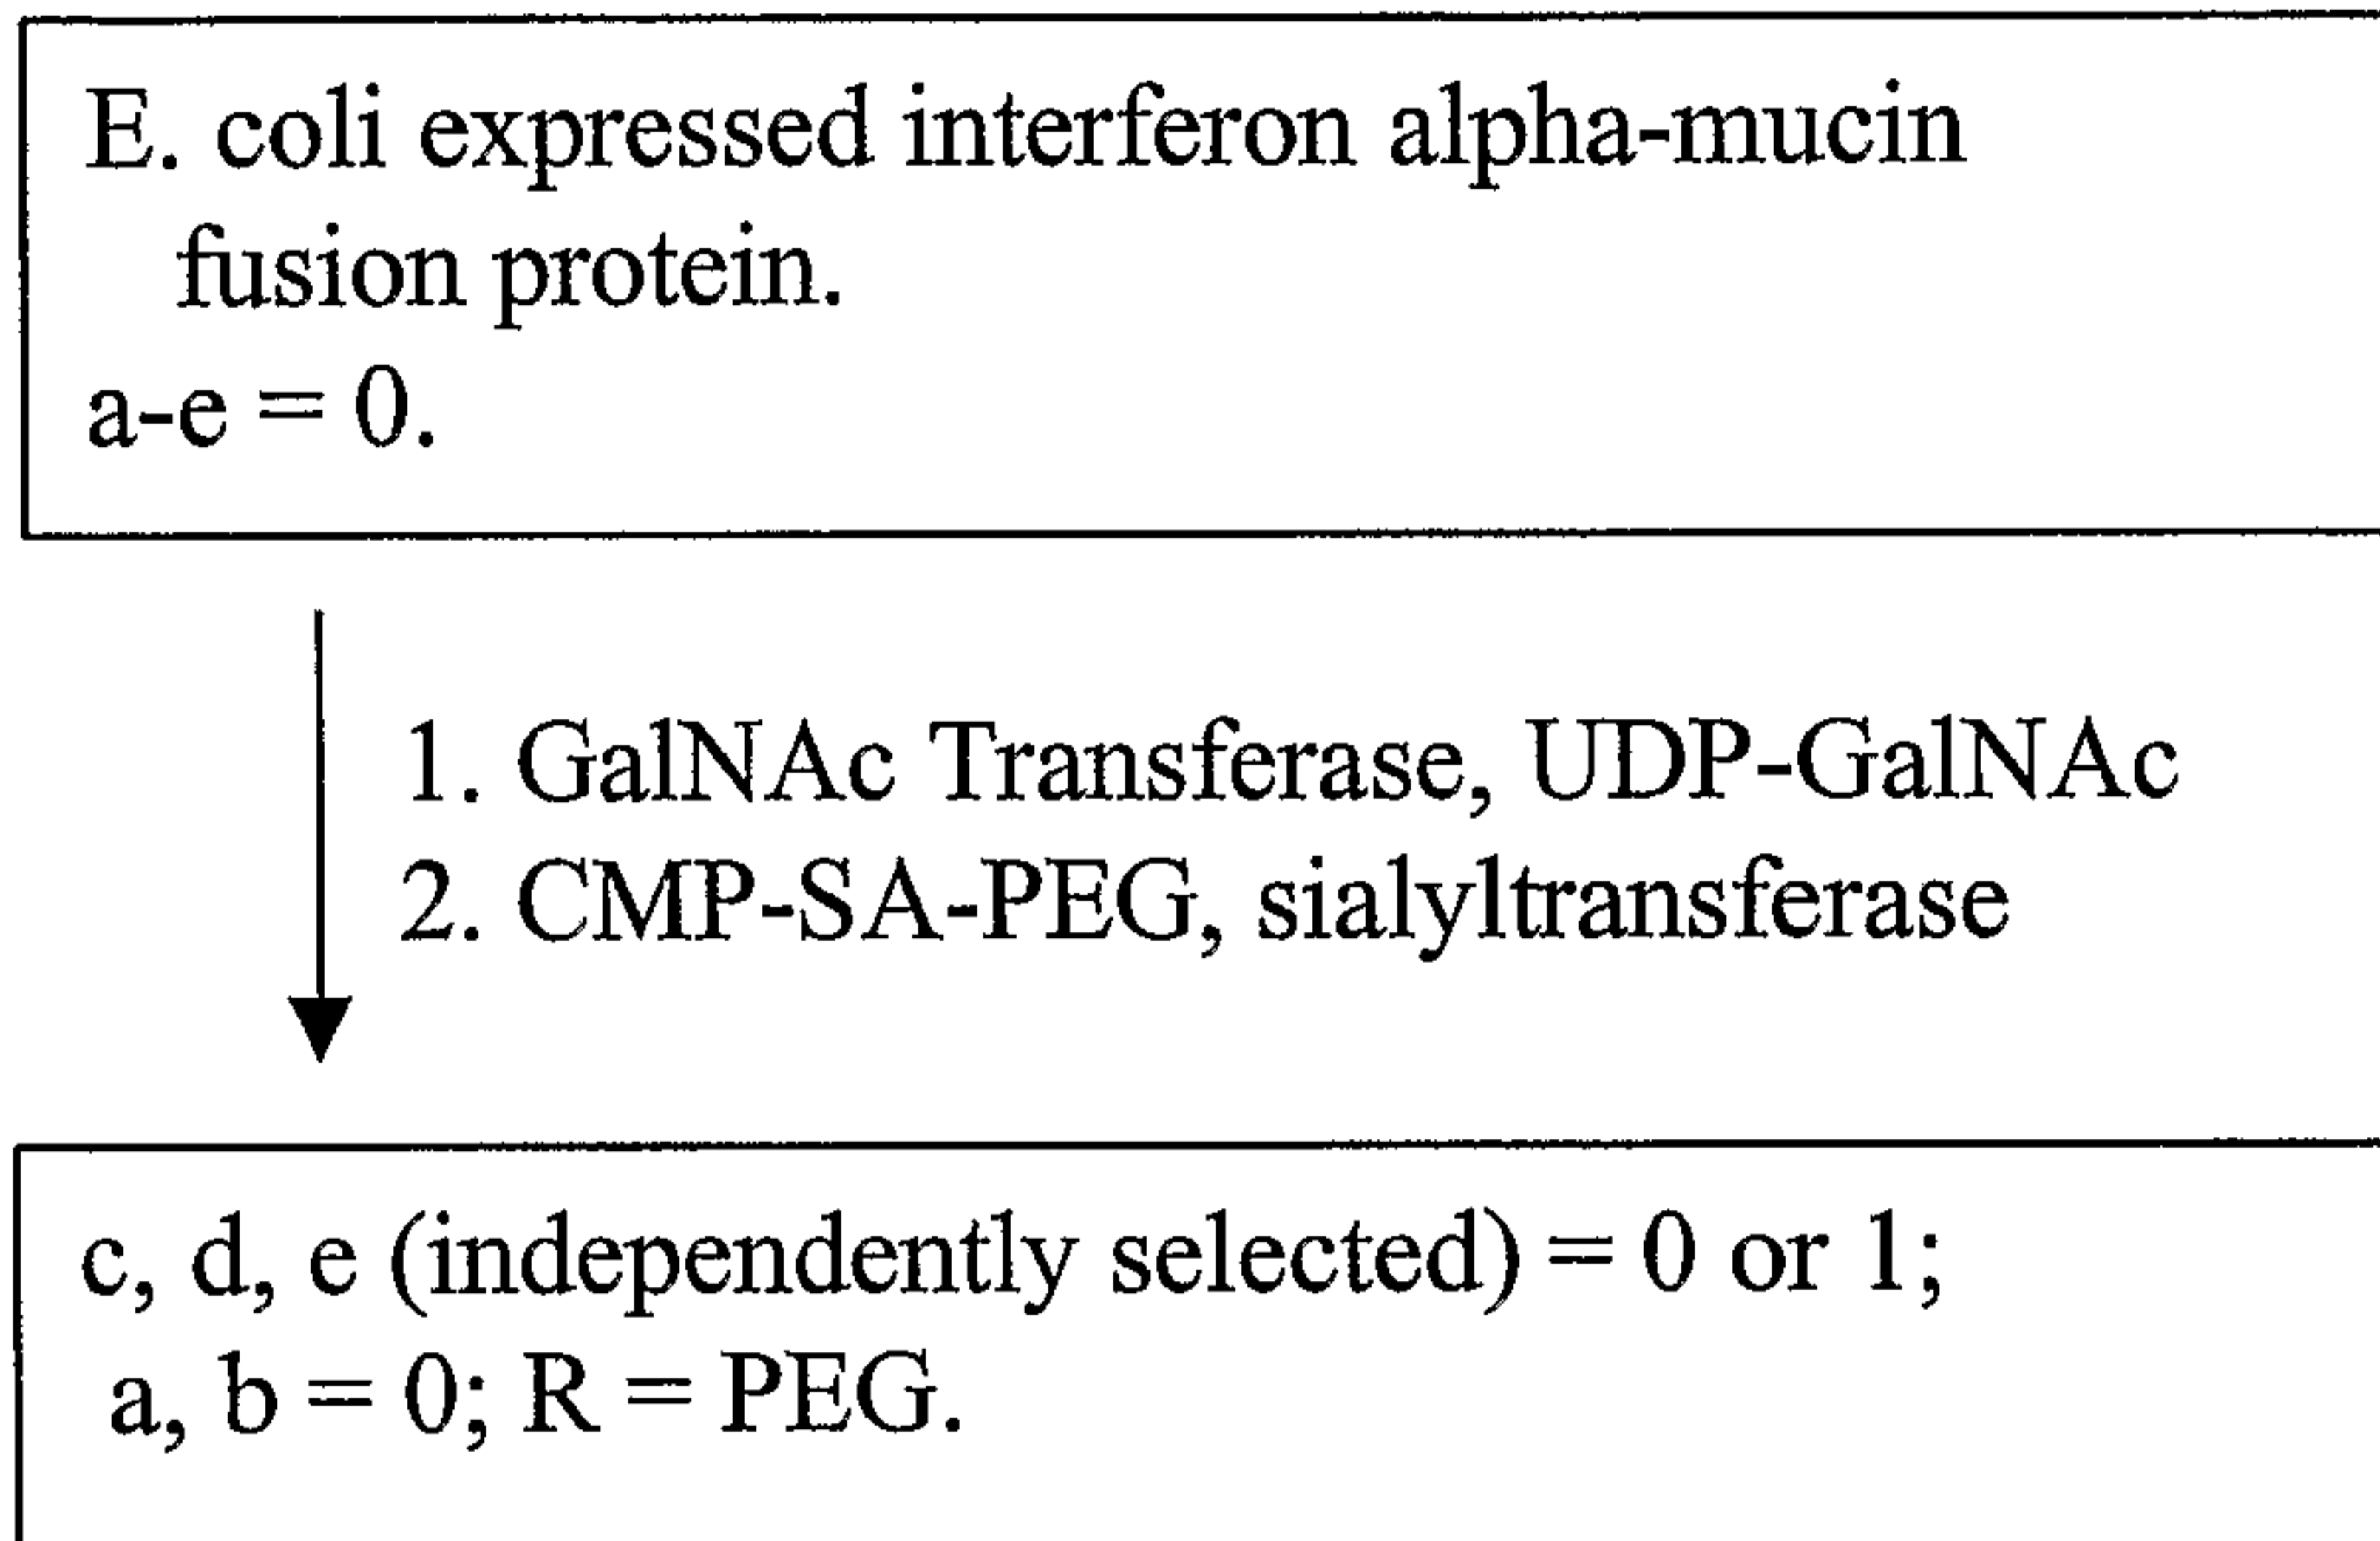 E. coli expressed interferon alpha-mucin
fusion protein.
a-e = 0.
1. GalNAc Transferase, UDP-GalNAc
2. CMP-SA-PEG, sialyltransferase
c, d, e (independently selected) = 0 or 1;
a, b = 0; R = PEG.